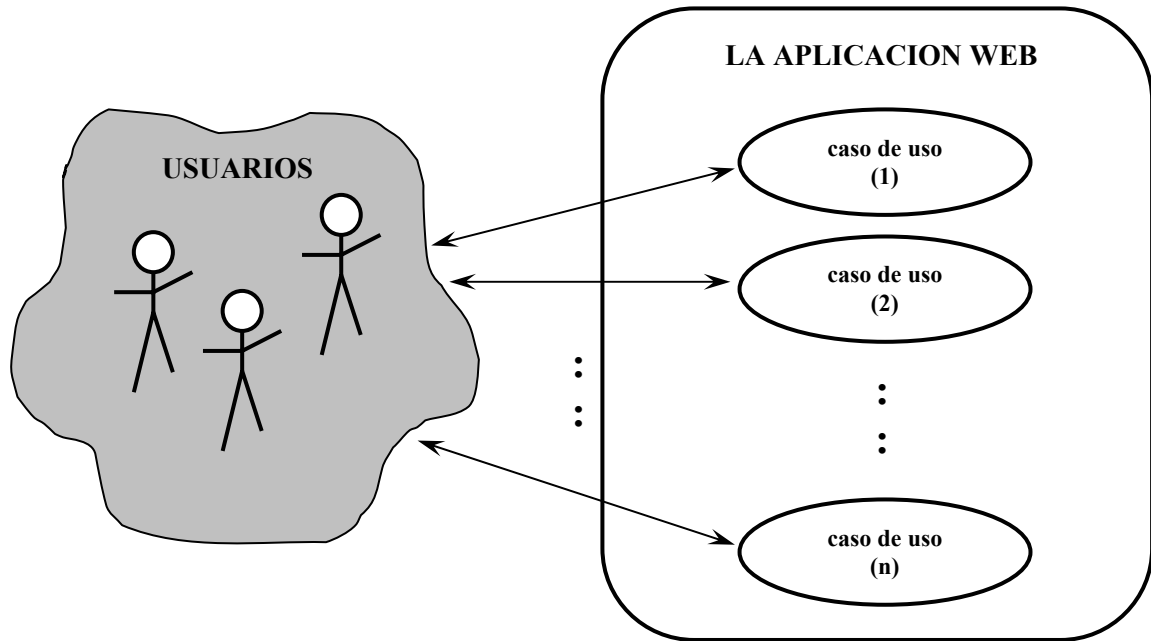 LA APLICACION WEB
USUARIOS
caso de uso
(1)
caso de uso
(2)
caso de uso
(n)